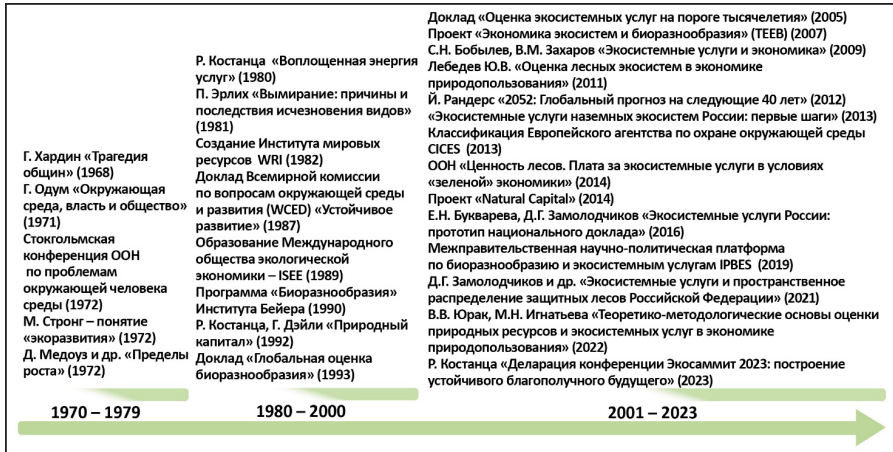 Г. Хардин «Трагедия
общин» (1968)
Г. Одум «Окружающая
среда, власть и общество»
(1971)
Стокгольмская
конференция ООН
по проблемам
окружающей человека
среды (1972)
М. Стронг – понятие
«экоразвития» (1972)
Д. Медоуз и др. «Пределы
роста» (1972)
Р. Костанца «Воплощенная энергия
услуг» (1980)
П. Эрлих «Вымирание: причины и
последствия исчезновения видов»
(1981)
Создание Института мировых
ресурсов WRI (1982)
Доклад Всемирной комиссии
по вопросам окружающей среды
и развития (WCED) «Устойчивое
развитие» (1987)
Образование Международного
общества экологической
экономики – ISEE (1989)
Программа «Биоразнообразия»
Института Бейера (1990)
Р. Костанца, Г. Дэйли «Природный
капитал» (1992)
Доклад «Глобальная оценка
биоразнообразия» (1993)
Доклад «Оценка экосистемных услуг на пороге тысячелетия» (2005)
Проект «Экономика экосистем и биоразнообразия» (TEEB) (2007)
С.Н. Бобылев, В.М. Захаров «Экосистемные услуги и экономика» (2009)
Лебедев Ю.В. «Оценка лесных экосистем в экономике
природопользования» (2011)
Й. Рандерс «2052: Глобальный прогноз на следующие 40 лет» (2012)
«Экосистемные услуги наземных экосистем России: первые шаги» (2013)
Классификация Европейского агентства по охране окружающей среды
CICES (2013)
ООН «Ценность лесов. Плата за экосистемные услуги в условиях
«зеленой» экономики» (2014)
Проект «Natural Capital» (2014)
Е.Н. Букварева, Д.Г. Замолодчиков «Экосистемные услуги России:
прототип национального доклада» (2016)
Межправительственная научно-политическая платформа
по биоразнообразию и экосистемным услугам IPBES (2019)
Д.Г. Замолодчиков и др. «Экосистемные услуги и пространственное
распределение защитных лесов Российской Федерации» (2021)
В.В. Юрак, М.Н. Игнатьева «Теоретико-методологические основы оценки
природных ресурсов и экосистемных услуг в экономике
природопользования» (2022)
Р. Костанца «Деларация конференции Экосаммит 2023: построение
устойчивого благополучного будущего» (2023)
1970 – 1979
1980 – 2000
2001 – 2023